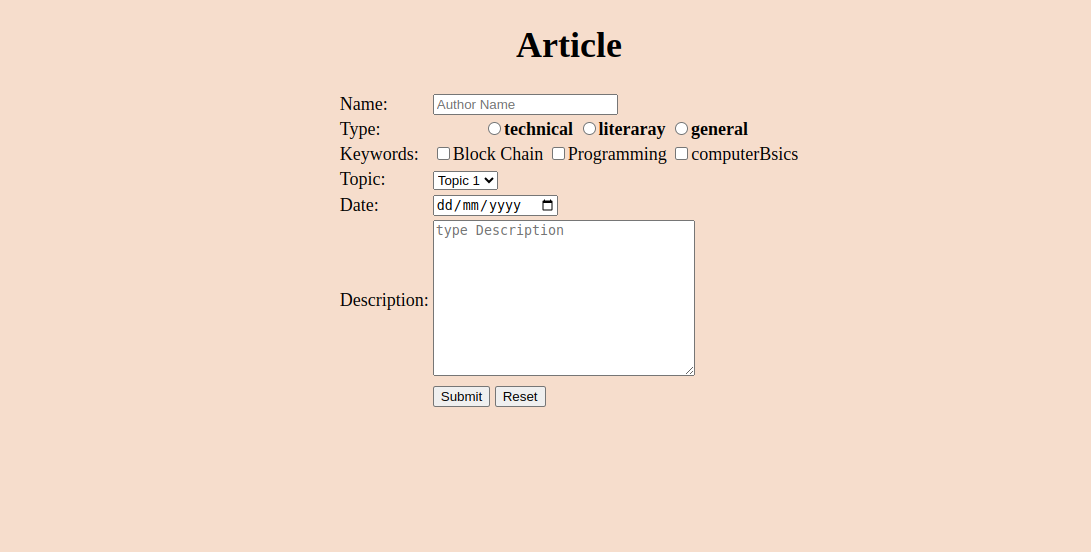 Article
Name: Author Name
Type: technical literaray general
Keywords: Block Chain Programming computerBsics
Topic: Topic 1
Date: dd/mm/yyyy
type Description
Description:
Submit Reset